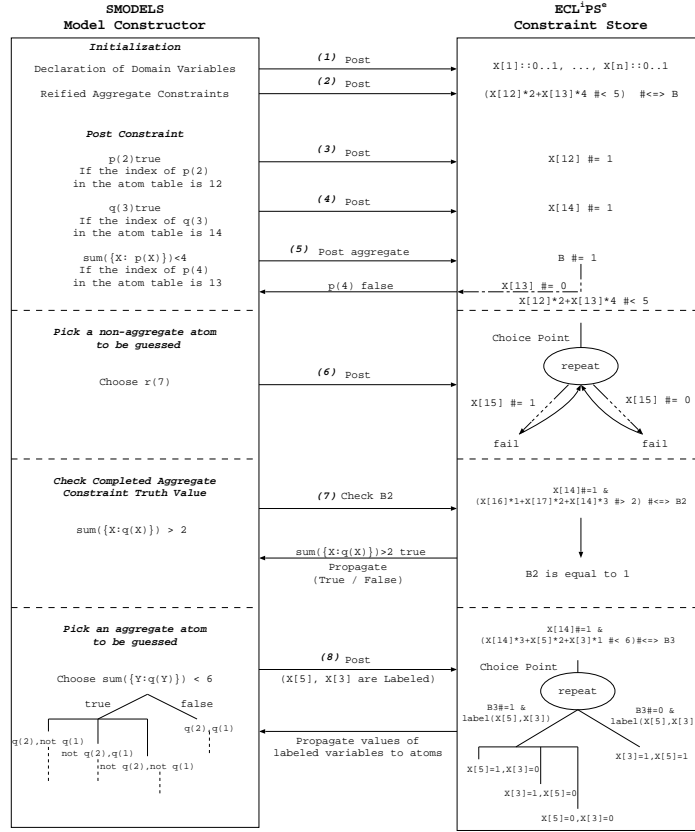 SMODELS
Model Constructor
ECLiPSe
Constraint Store
Initialization
Declaration of Domain Variables
(1) Post
X[1]::0..1, ..., X[n]::0..1
Reified Aggregate Constraints
(2) Post
(X[12]*2+X[13]*4 #< 5) #<=> B
Post Constraint
p(2)true
If the index of p(2)
in the atom table is 12
(3) Post
X[12] #= 1
q(3)true
If the index of q(3)
in the atom table is 14
(4) Post
X[14] #= 1
sum({X: p(X)})<4
If the index of p(4)
in the atom table is 13
(5) Post aggregate
B #= 1
p(4) false
X[13] #= 0
X[12]*2+X[13]*4 #< 5
Pick a non-aggregate atom
to be guessed
Choose r(7)
(6) Post
Choice Point
repeat
X[15] #= 1
X[15] #= 0
fail
fail
Check Completed Aggregate
Constraint Truth Value
sum({X:q(X)}) > 2
(7) Check B2
X[14]#=1 &
(X[16]*1+X[17]*2+X[14]*3 #> 2) #<=> B2
sum({X:q(X)})>2 true
Propagate
(True / False)
B2 is equal to 1
Pick an aggregate atom
to be guessed
Choose sum({Y:q(Y)}) < 6
true
false
q(2),not q(1)
not q(2),q(1)
not q(2),not q(1)
q(2),q(1)
(8) Post
(X[5], X[3] are Labeled)
Propagate values of
labeled variables to atoms
X[14]#=1 &
(X[14]*3+X[5]*2+X[3]*1 #< 6)#<=> B3
Choice Point
repeat
B3#=1 &
label(X[5],X[3])
B3#=0 &
label(X[5],X[3]
X[5]=1,X[3]=0
X[3]=1,X[5]=0
X[5]=0,X[3]=0
X[3]=1,X[5]=1